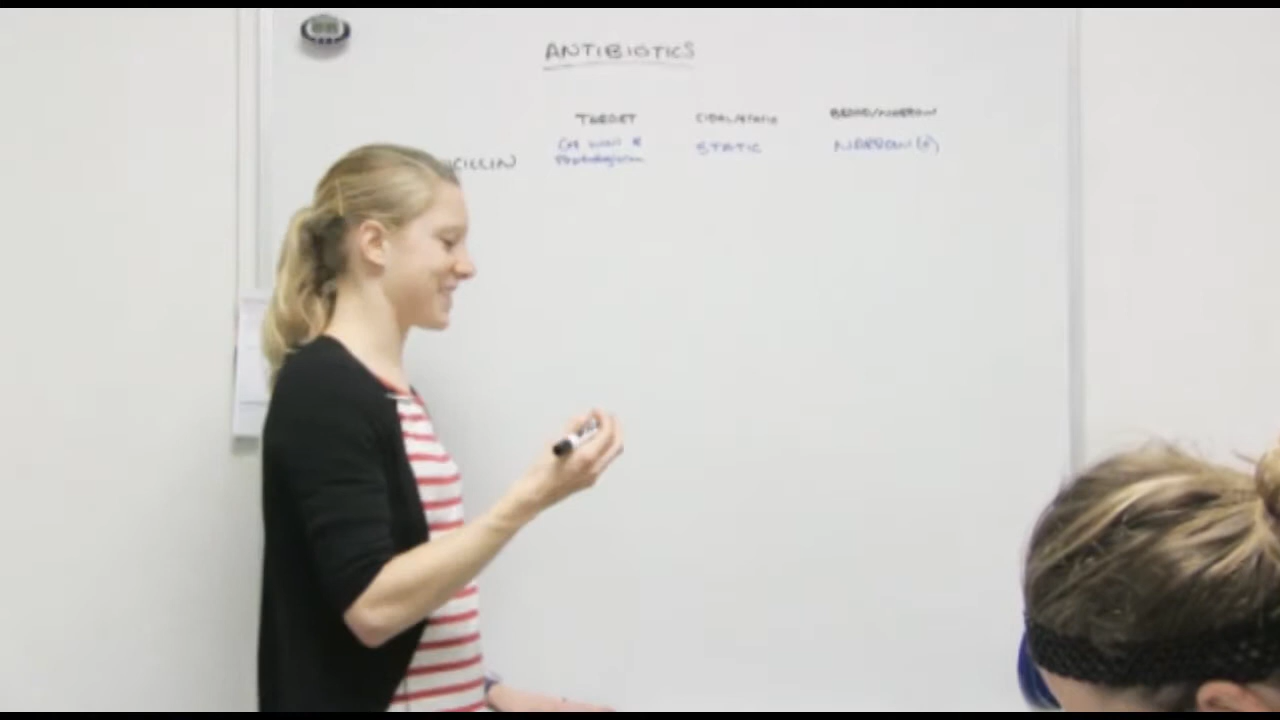 ANTIBIOTICS
TARGET CIDAL/STATIC BROAD/NARROW
Cell wall & STATIC NARROW (+)
Peptidoglycan
CILLIN